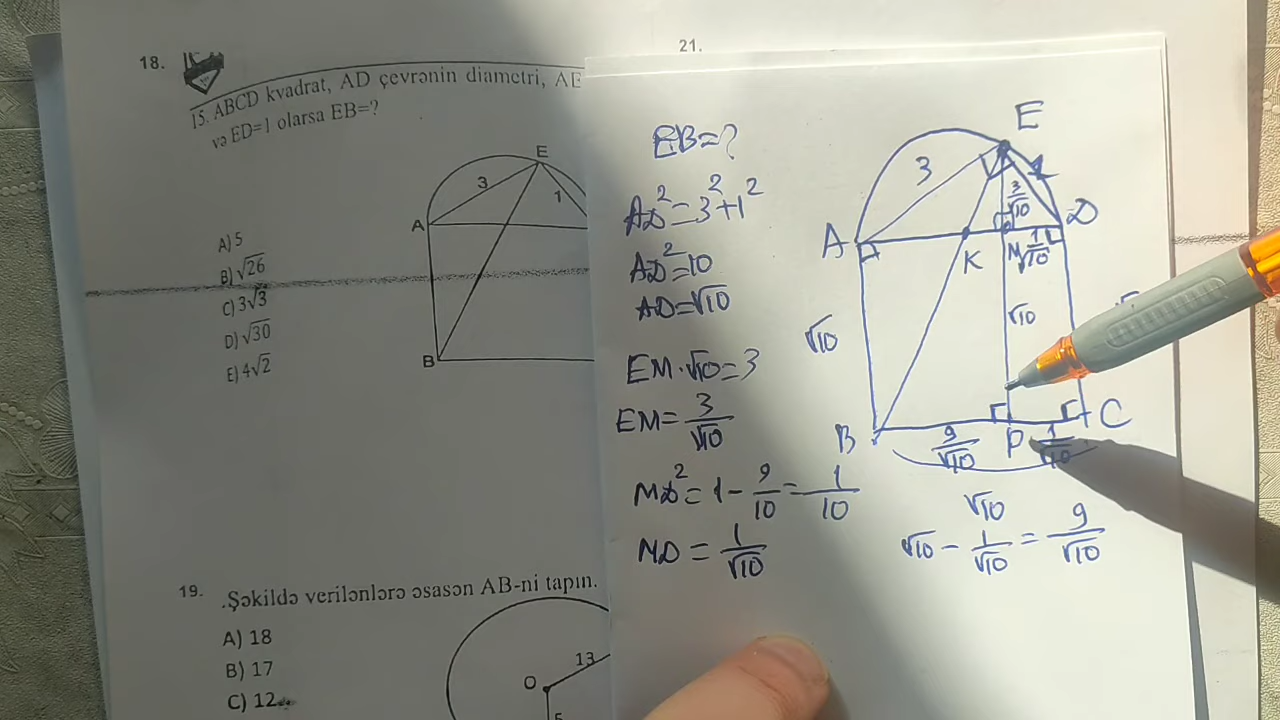 18.
15. ABCD kvadrat, AD çevrənin diametri, AE
və ED=1 olarsa EB=?
A) 5
B) √26
C) 3√3
D) √30
E) 4√2
E
3
1
A
B
19.
.Şəkildə verilənlərə əsasən AB-ni tapın.
A) 18
B) 17
C) 12
13
O
5
21.
EB=?
AD²=3²+1²
AD²=10
AD=√10
EM·√10=3
EM=3/√10
MD²=1-9/10=1/10
MD=1/√10
E
3
1
3/√10
A
D
K
M
1/√10
√10
√10
B
P
C
9/√10
1/√10
√10
√10-1/√10=9/√10